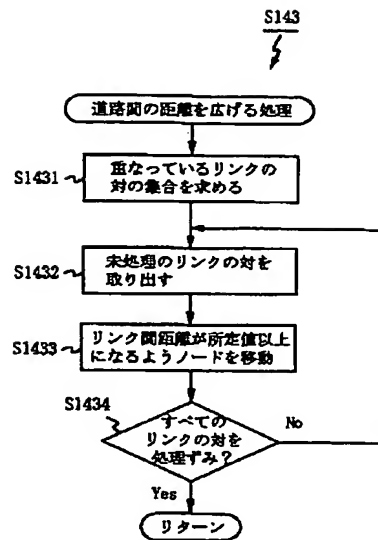 S143
道路間の距離を広げる処理
S1431
重なっているリンクの
対の集合を求める
S1432
未処理のリンクの対を
取り出す
S1433
リンク間距離が所定値以上
になるようノードを移動
S1434
すべての
リンクの対を
処理ずみ?
No
Yes
リターン